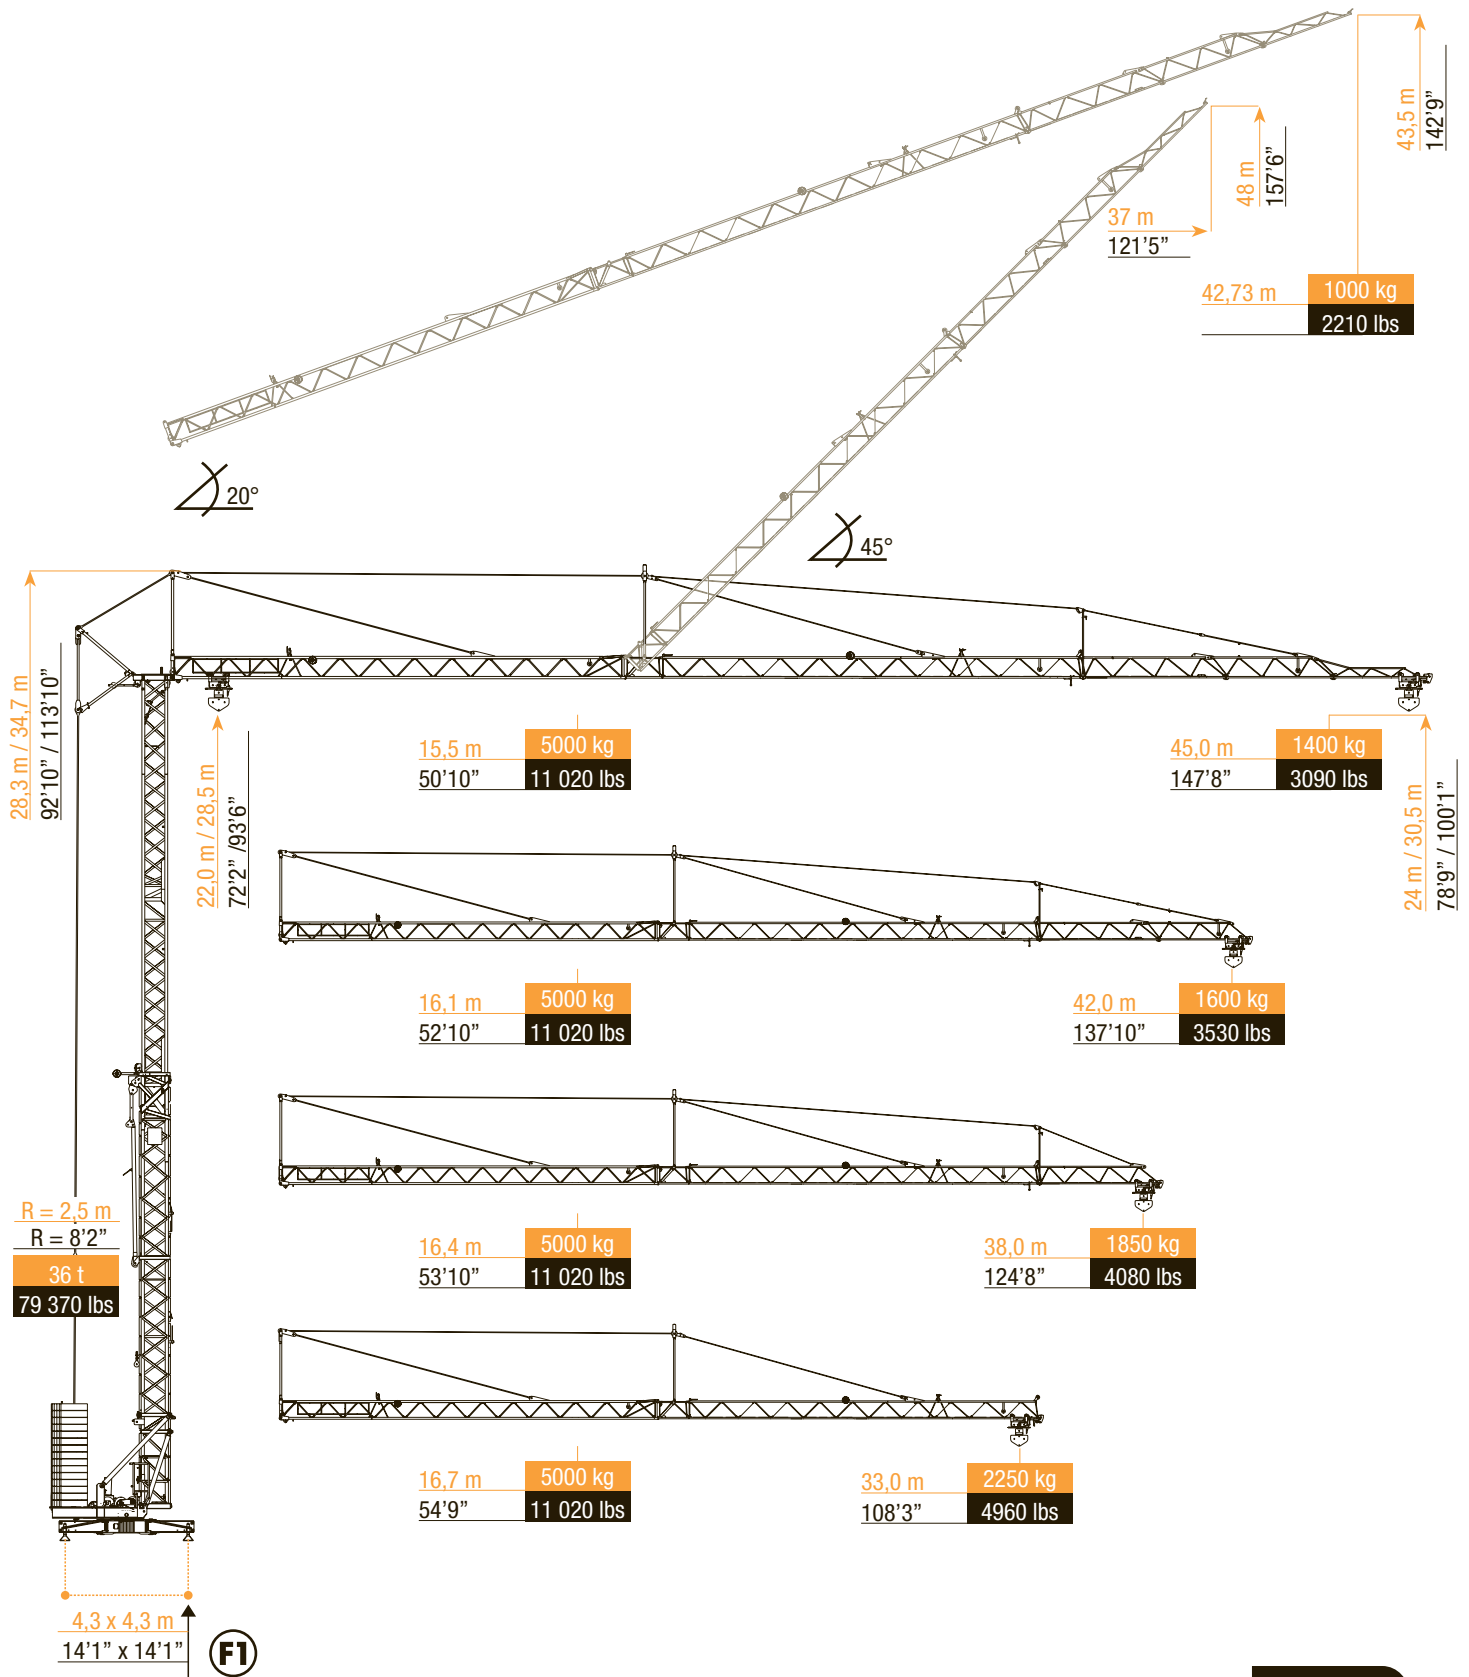 43,5 m
142'9”
48 m
157'6”
37 m
121'5”
42,73 m 1000 kg
2210 lbs
20°
45°
28,3 m / 34,7 m
92'10” / 113'10”
22,0 m / 28,5 m
72'2” /93'6”
15,5 m 5000 kg
50'10” 11 020 lbs
45,0 m 1400 kg
147'8” 3090 lbs
24 m / 30,5 m
78'9” / 100'1”
16,1 m 5000 kg
52'10” 11 020 lbs
42,0 m 1600 kg
137'10” 3530 lbs
R = 2,5 m
R = 8'2”
36 t
79 370 lbs
16,4 m 5000 kg
53'10” 11 020 lbs
38,0 m 1850 kg
124'8” 4080 lbs
16,7 m 5000 kg
54'9” 11 020 lbs
33,0 m 2250 kg
108'3” 4960 lbs
4,3 x 4,3 m
14'1” x 14'1”
F1